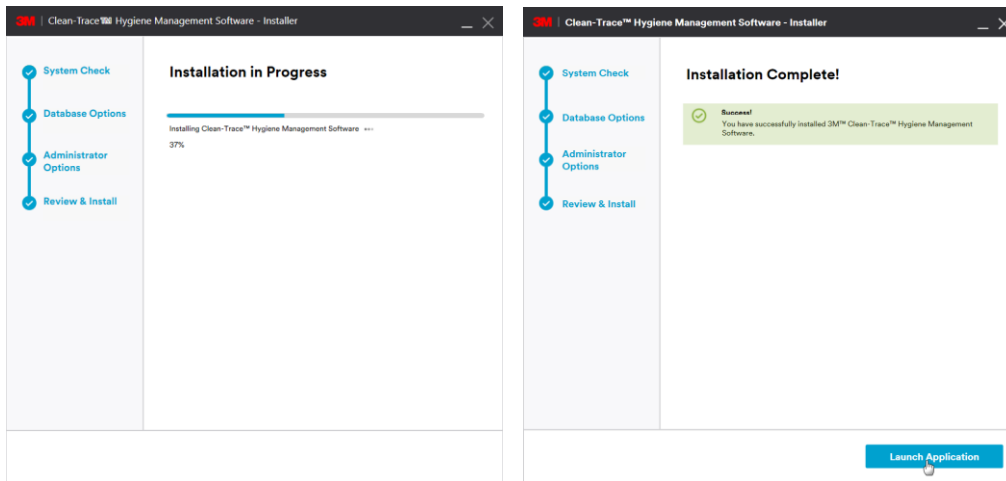 3M | Clean-Trace™ Hygiene Management Software - Installer
System Check
Database Options
Administrator
Options
Review & Install
Installation in Progress
Installing Clean-Trace™ Hygiene Management Software
37%
3M | Clean-Trace™ Hygiene Management Software - Installer
System Check
Database Options
Administrator
Options
Review & Install
Installation Complete!
Success!
You have successfully installed 3M™ Clean-Trace™ Hygiene Management
Software.
Launch Application